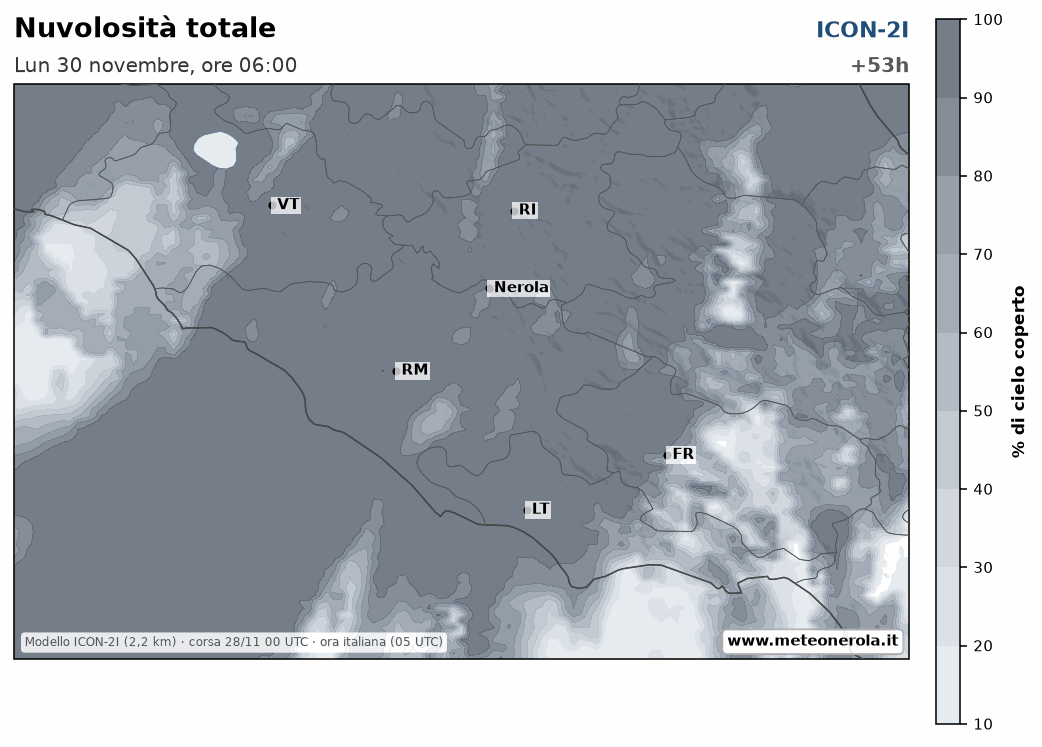 Nuvolosità totale
ICON-2I
Lun 30 novembre, ore 06:00
+53h
VT
RI
Nerola
RM
FR
LT
Modello ICON-2I (2,2 km) · corsa 28/11 00 UTC · ora italiana (05 UTC)
www.meteonerola.it
100
90
80
70
60
50
40
30
20
10
% di cielo coperto